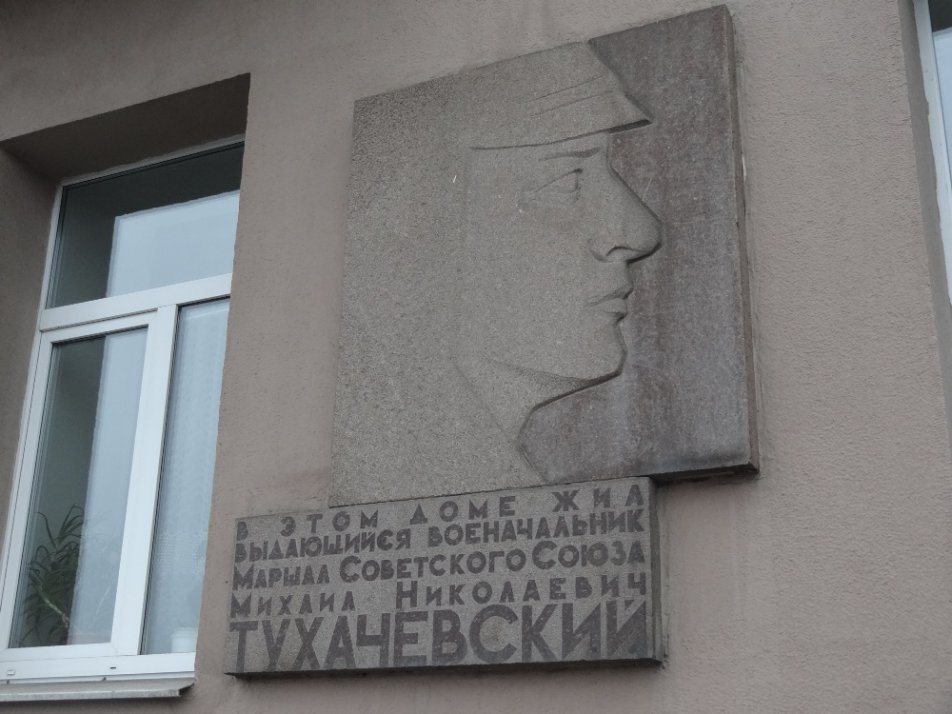 В ЭТОМ ДОМЕ ЖИЛ
ВЫДАЮЩИЙСЯ ВОЕНАЧАЛЬНИК
МАРШАЛ СОВЕТСКОГО СОЮЗА
МИХАИЛ НИКОЛАЕВИЧ
ТУХАЧЕВСКИЙ